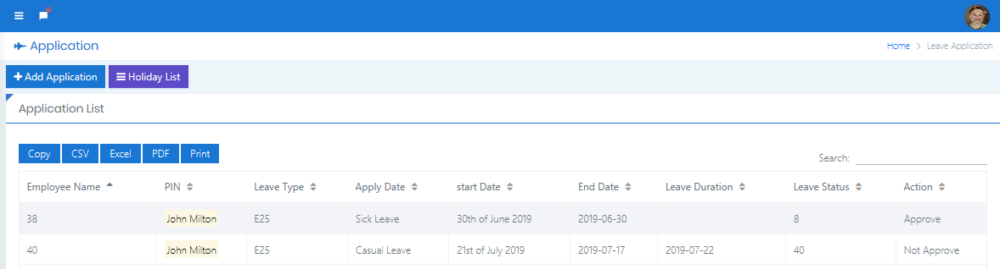 Application
Home > Leave Application
Add Application Holiday List
Application List
Copy CSV Excel PDF Print
Search:
Employee Name PIN Leave Type Apply Date start Date End Date Leave Duration Leave Status Action
38 John Milton E25 Sick Leave 30th of June 2019 2019-06-30 8 Approve
40 John Milton E25 Casual Leave 21st of July 2019 2019-07-17 2019-07-22 40 Not Approve